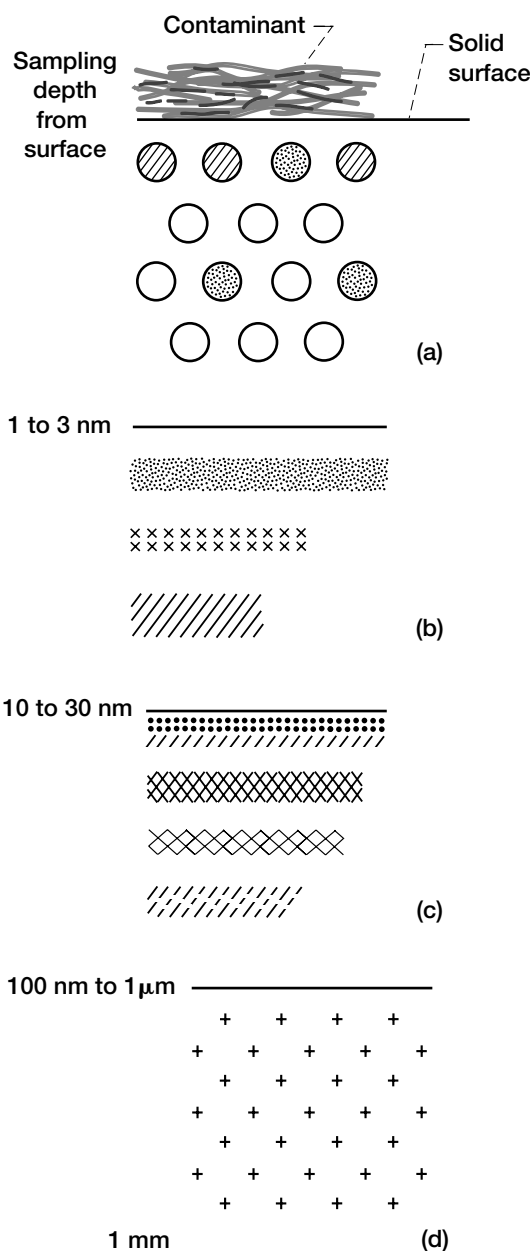 Contaminant
Solid
surface
Sampling
depth
from
surface
(a)
1 to 3 nm
(b)
10 to 30 nm
(c)
100 nm to 1μm
1 mm
(d)